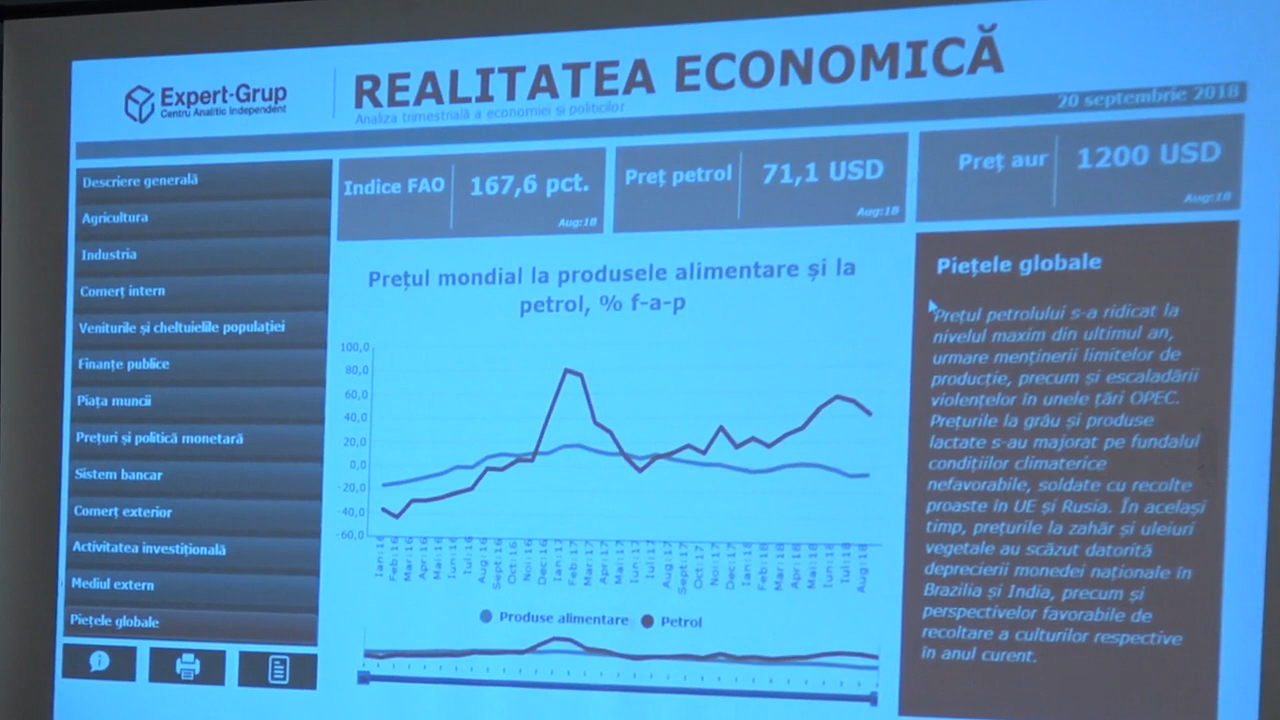 Expert-Grup
Centru Analitic Independent
REALITATEA ECONOMICĂ
Analiza trimestrială a economiei și politicilor
20 septembrie 2018
Descriere generală
Agricultura
Industria
Comerț intern
Veniturile și cheltuielile populației
Finanțe publice
Piața muncii
Prețuri și politică monetară
Sistem bancar
Comerț exterior
Activitatea investițională
Mediul extern
Piețele globale
Indice FAO
167,6 pct.
Aug:18
Preț petrol
71,1 USD
Aug:18
Preț aur
1200 USD
Aug:18
Prețul mondial la produsele alimentare și la
petrol, % f-a-p
100,0
80,0
60,0
40,0
20,0
0,0
-20,0
-40,0
-60,0
Ian:16
Feb:16
Mar:16
Apr:16
Mai:16
Iun:16
Iul:16
Aug:16
Sept:16
Oct:16
Noi:16
Dec:16
Ian:17
Feb:17
Mar:17
Apr:17
Mai:17
Iun:17
Iul:17
Aug:17
Sept:17
Oct:17
Noi:17
Dec:17
Ian:18
Feb:18
Mar:18
Apr:18
Mai:18
Iun:18
Iul:18
Aug:18
Produse alimentare
Petrol
Piețele globale
Prețul petrolului s-a ridicat la
nivelul maxim din ultimul an,
urmare menținerii limitelor de
producție, precum și escaladării
violențelor în unele țări OPEC.
Prețurile la grâu și produse
lactate s-au majorat pe fundalul
condițiilor climaterice
nefavorabile, soldate cu recolte
proaste în UE și Rusia. În același
timp, prețurile la zahăr și uleiuri
vegetale au scăzut datorită
deprecierii monedei naționale în
Brazilia și India, precum și
perspectivelor favorabile de
recoltare a culturilor respective
în anul curent.